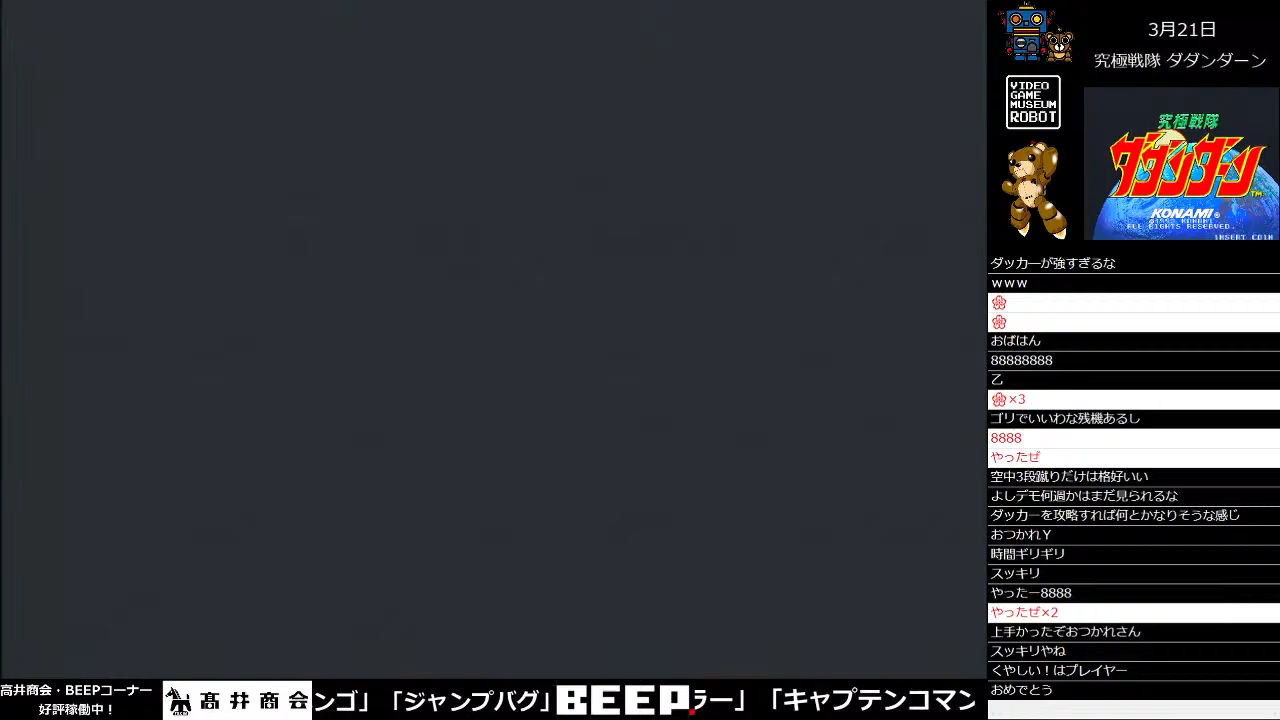 3月21日
究極戦隊 ダダンダーン
VIDEO
GAME
MUSEUM
ROBOT
究極戦隊
ダダンダーン
TM
KONAMI®
ALL RIGHTS RESERVED.
INSERT COIN
ダッカーが強すぎるな
ｗｗｗ
おばはん
88888888
乙
×3
ゴリでいいわな残機あるし
8888
やったぜ
空中3段蹴りだけは格好いい
よしデモ何週かはまだ見られるな
ダッカーを攻略すれば何とかなりそうな感じ
おつかれＹ
時間ギリギリ
スッキリ
やったー8888
やったぜ×2
上手かったぞおつかれさん
スッキリやね
くやしい！はプレイヤー
おめでとう
高井商会・BEEPコーナー
好評稼働中！
髙井商会
ンゴ」「ジャンプバグ」
BEEP.
ラー」「キャプテンコマン